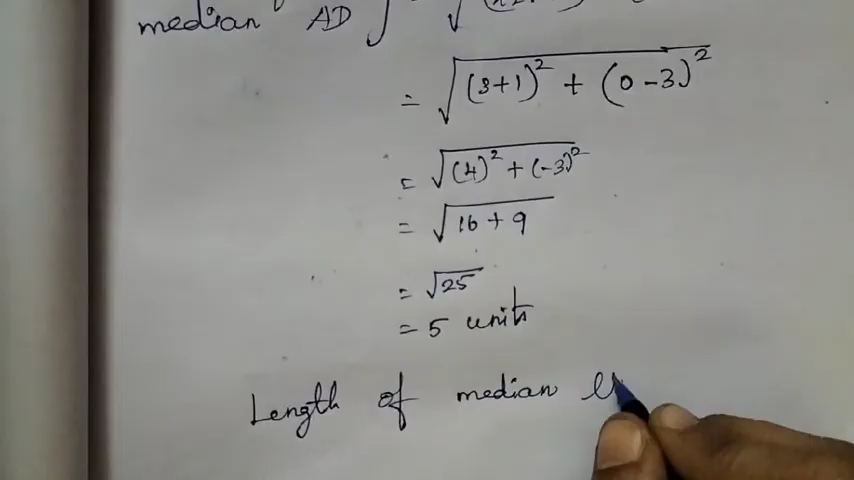 median AD
= √(3+1)² + (0-3)²
= √(4)² + (-3)²
= √16 + 9
= √25
= 5 units
Length of median